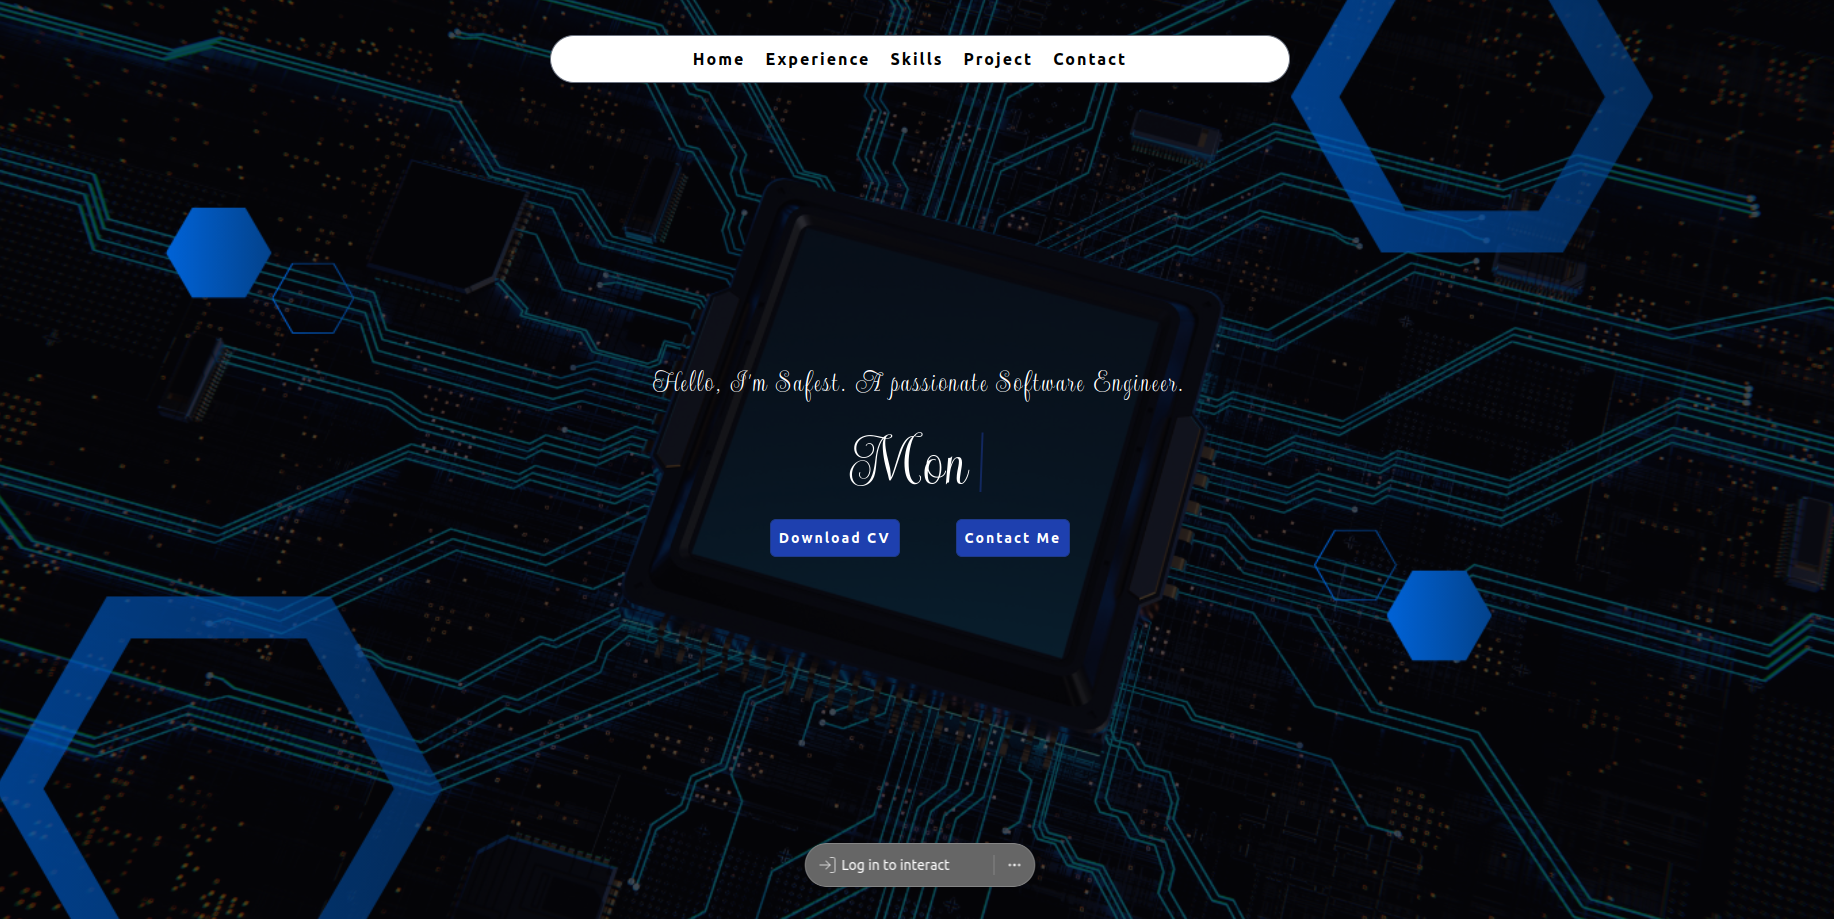 Home Experience Skills Project Contact
Hello, I'm Safest. A passionate Software Engineer.
Mon
Download CV Contact Me
Log in to interact